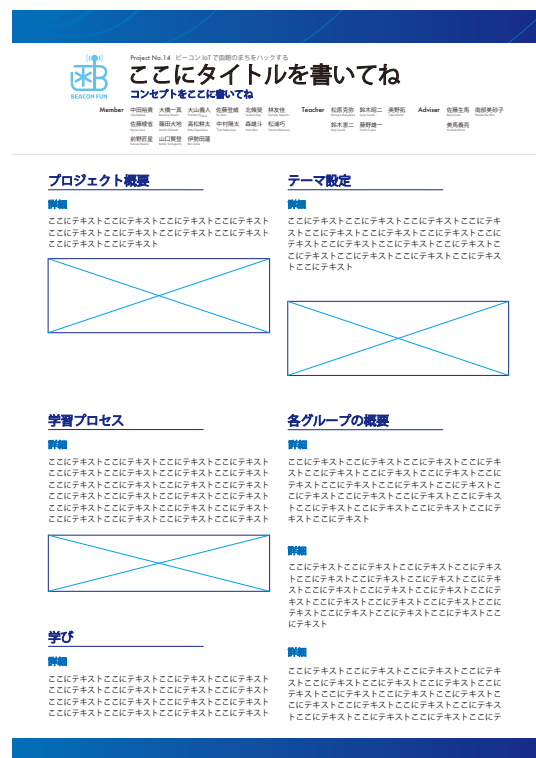 Project No.14 ビーコン IoT で函館のまちをハックする
ここにタイトルを書いてね
コンセプトをここに書いてね
BEACON FUN
Member 中田裕貴 大橋一真 大山義人 佐藤登威 北條晃 林友佳
佐藤綾省 篠田大地 高松耕太 中村陽太 森雄斗 松浦巧
前野匠星 山口賢登 伊勢田蓮
Teacher 松原克弥 鈴木昭二 奥野拓
鈴木恵二 藤野雄一
Adviser 佐藤生馬 南部美砂子
美馬義亮
プロジェクト概要
詳細
ここにテキストここにテキストここにテキストここにテキスト
ここにテキストここにテキストここにテキストここにテキスト
ここにテキストここにテキスト
テーマ設定
詳細
ここにテキストここにテキストここにテキストここにテキ
ストここにテキストここにテキストここにテキストここに
テキストここにテキストここにテキストここにテキストこ
こにテキストここにテキストここにテキストここにテキス
トここにテキスト
学習プロセス
詳細
ここにテキストここにテキストここにテキストここにテキスト
ここにテキストここにテキストここにテキストここにテキスト
ここにテキストここにテキストここにテキストここにテキスト
ここにテキストここにテキストここにテキストここにテキスト
ここにテキストここにテキストここにテキストここにテキスト
ここにテキストここにテキストここにテキストここにテキスト
学び
詳細
ここにテキストここにテキストここにテキストここにテキスト
ここにテキストここにテキストここにテキストここにテキスト
ここにテキストここにテキストここにテキストここにテキスト
ここにテキストここにテキストここにテキストここにテキスト
各グループの概要
詳細
ここにテキストここにテキストここにテキストここにテキ
ストここにテキストここにテキストここにテキストここに
テキストここにテキストここにテキストここにテキストこ
こにテキストここにテキストここにテキストここにテキス
トここにテキストここにテキストここにテキストここにテ
キストここにテキスト
詳細
ここにテキストここにテキストここにテキストここにテキス
トここにテキストここにテキストここにテキストここにテキ
ストここにテキストここにテキストここにテキストここに
テキストここにテキストここにテキストここにテキストここに
テキストここにテキストここにテキストここにテキストここ
にテキスト
詳細
ここにテキストここにテキストここにテキストここにテキ
ストここにテキストここにテキストここにテキストここに
テキストここにテキストここにテキストここにテキストこ
こにテキストここにテキストここにテキストここにテキス
トここにテキストここにテキストここにテキストここにテ